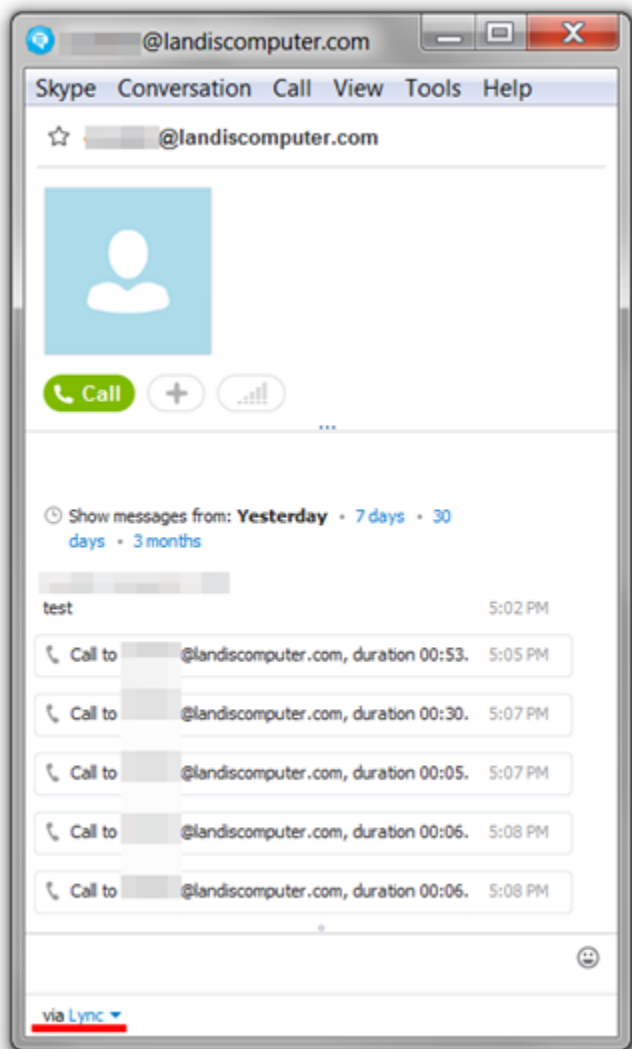 @landiscomputer.com
Skype Conversation Call View Tools Help
@landiscomputer.com
Call
Show messages from: Yesterday • 7 days • 30
days • 3 months
test 5:02 PM
Call to @landiscomputer.com, duration 00:53. 5:05 PM
Call to @landiscomputer.com, duration 00:30. 5:07 PM
Call to @landiscomputer.com, duration 00:05. 5:07 PM
Call to @landiscomputer.com, duration 00:06. 5:08 PM
Call to @landiscomputer.com, duration 00:06. 5:08 PM
via Lync